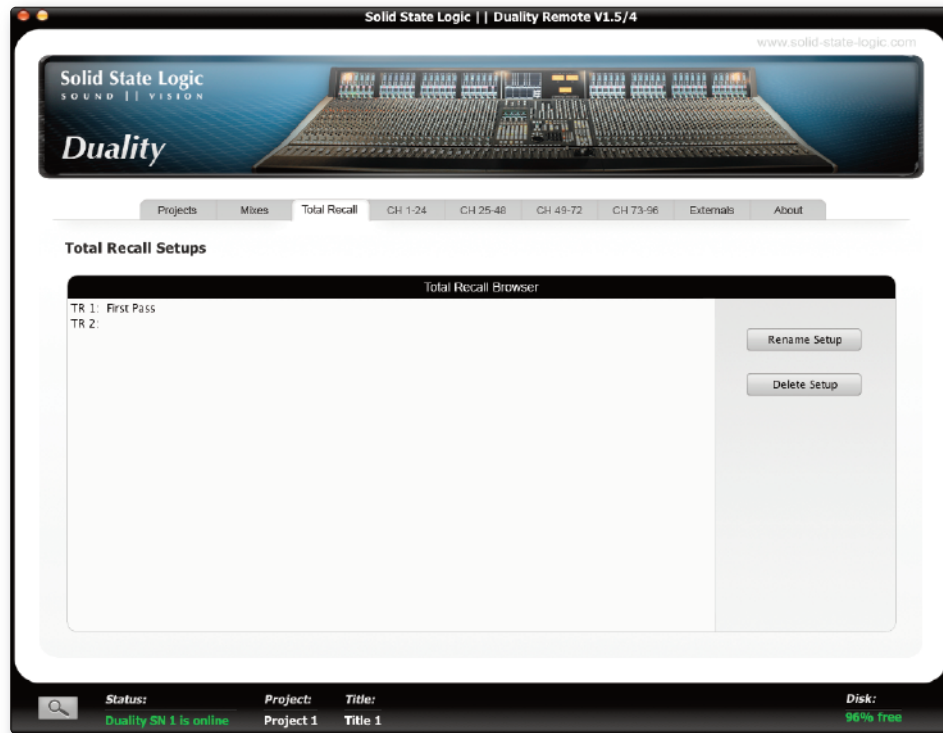 Solid State Logic || Duality Remote V1.5/4
www.solid-state-logic.com
Solid State Logic
SOUND || VISION
Duality
Projects Mixes Total Recall CH 1-24 CH 25-48 CH 49-72 CH 73-96 Externals About
Total Recall Setups
Total Recall Browser
TR 1: First Pass
TR 2:
Rename Setup
Delete Setup
Status: Project: Title: Disk:
Duality SN 1 is online Project 1 Title 1 96% free